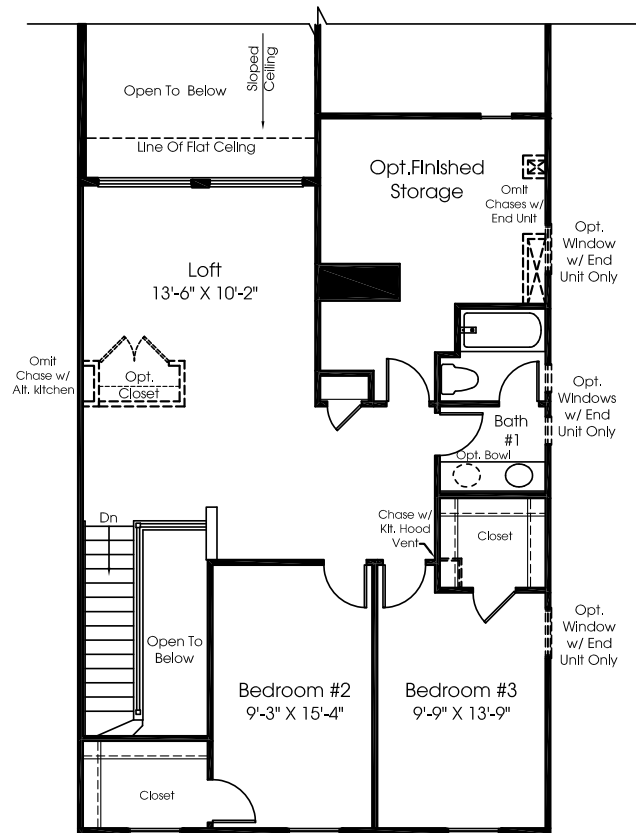 Open To Below
Sloped
Ceiling
Line Of Flat Celing
Opt.Finished
Storage
Omit
Chases w/
End Unit
Opt.
Window
w/ End
Unit Only
Loft
13'-6" X 10'-2"
Omit
Chase w/
Alt. kitchen
Opt.
Closet
Opt.
Windows
w/ End
Unit Only
Bath
#1
Opt. Bowl
Dn
Chase w/
Kit. Hood
Vent
Closet
Open To
Below
Opt.
Window
w/ End
Unit Only
Bedroom #2
9'-3" X 15'-4"
Bedroom #3
9'-9" X 13'-9"
Closet